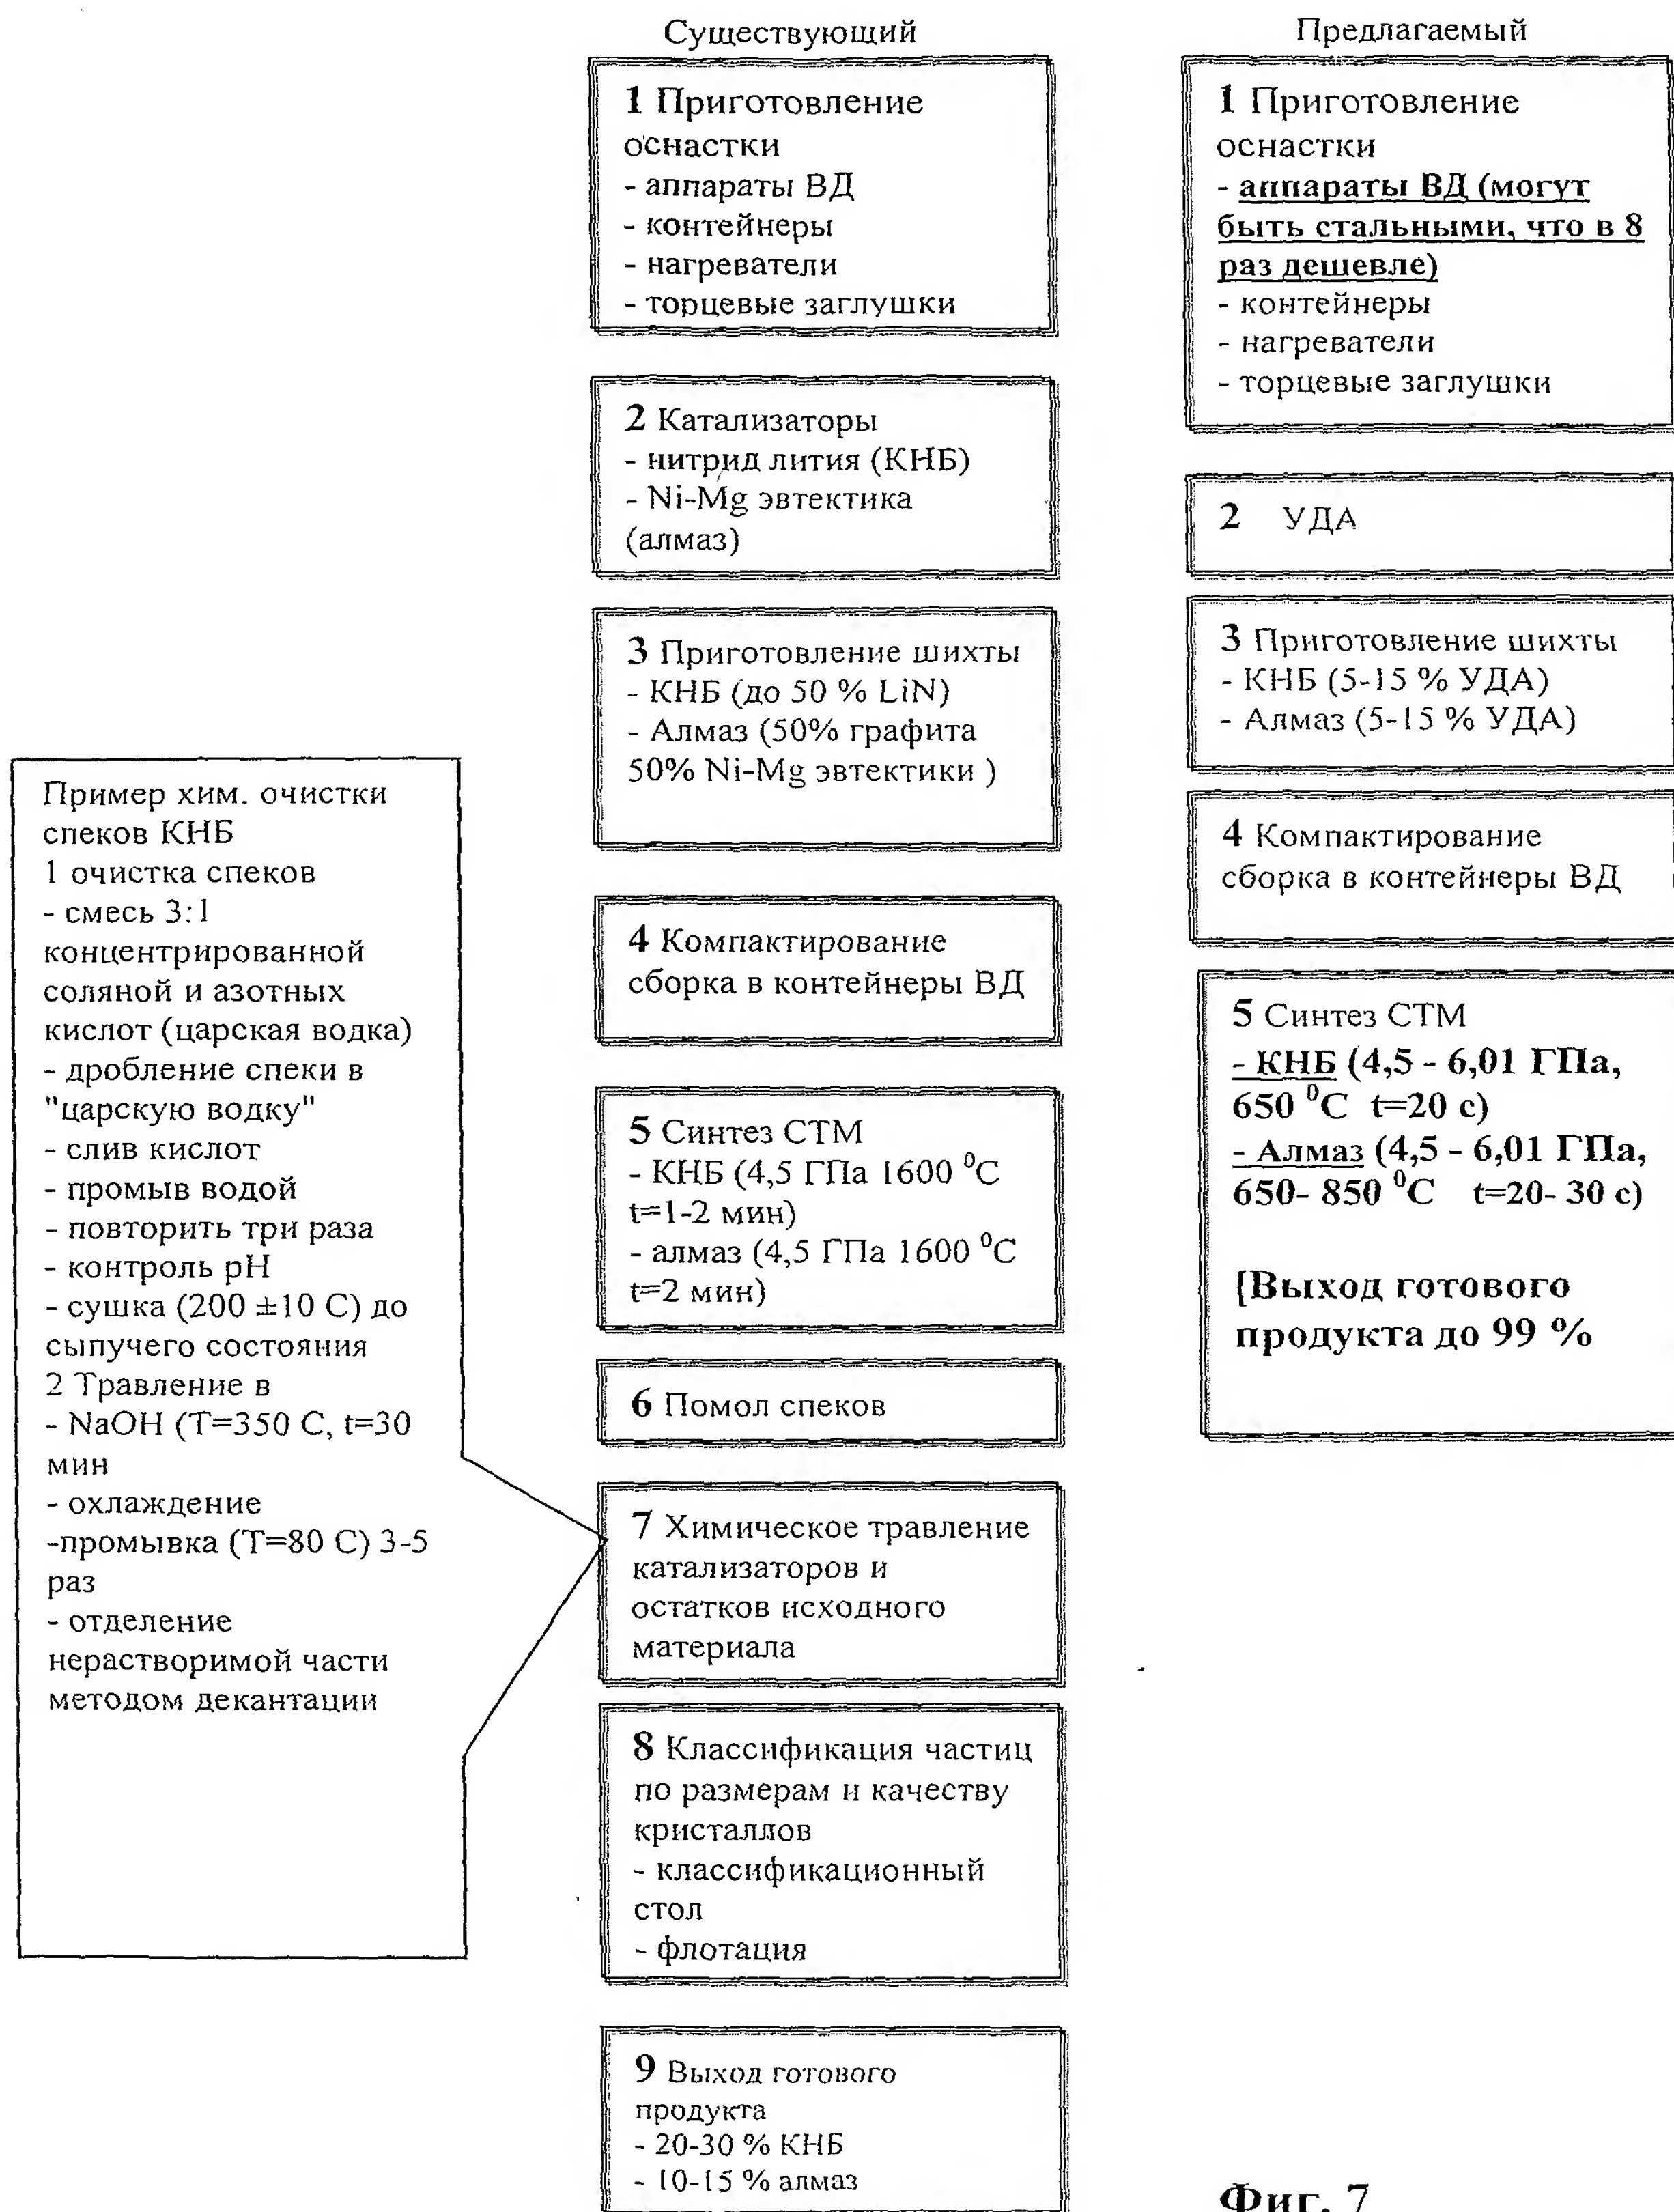 Существующий
1 Приготовление
оснастки
- аппараты ВД
- контейнеры
- нагреватели
- торцевые заглушки
2 Катализаторы
- нитрид лития (КНБ)
- Ni-Mg эвтектика
(алмаз)
3 Приготовление шихты
- КНБ (до 50 % LiN)
- Алмаз (50% графита
50% Ni-Mg эвтектики )
4 Компактирование
сборка в контейнеры ВД
5 Синтез СТМ
- КНБ (4,5 ГПа 1600 ⁰С
t=1-2 мин)
- алмаз (4,5 ГПа 1600 ⁰С
t=2 мин)
6 Помол спеков
7 Химическое травление
катализаторов и
остатков исходного
материала
8 Классификация частиц
по размерам и качеству
кристаллов
- классификационный
стол
- флотация
9 Выход готового
продукта
- 20-30 % КНБ
- 10-15 % алмаз
Пример хим. очистки
спеков КНБ
1 очистка спеков
- смесь 3:1
концентрированной
соляной и азотных
кислот (царская водка)
- дробление спеки в
"царскую водку"
- слив кислот
- промыв водой
- повторить три раза
- контроль pH
- сушка (200 ±10 С) до
сыпучего состояния
2 Травление в
- NaOH (T=350 С, t=30
мин
- охлаждение
-промывка (Т=80 С) 3-5
раз
- отделение
нерастворимой части
методом декантации
Предлагаемый
1 Приготовление
оснастки
- аппараты ВД (могут
быть стальными, что в 8
раз дешевле)
- контейнеры
- нагреватели
- торцевые заглушки
2 УДА
3 Приготовление шихты
- КНБ (5-15 % УДА)
- Алмаз (5-15 % УДА)
4 Компактирование
сборка в контейнеры ВД
5 Синтез СТМ
- КНБ (4,5 - 6,01 ГПа,
650 ⁰С t=20 с)
- Алмаз (4,5 - 6,01 ГПа,
650- 850 ⁰С t=20- 30 с)
[Выход готового
продукта до 99 %
Фиг. 7